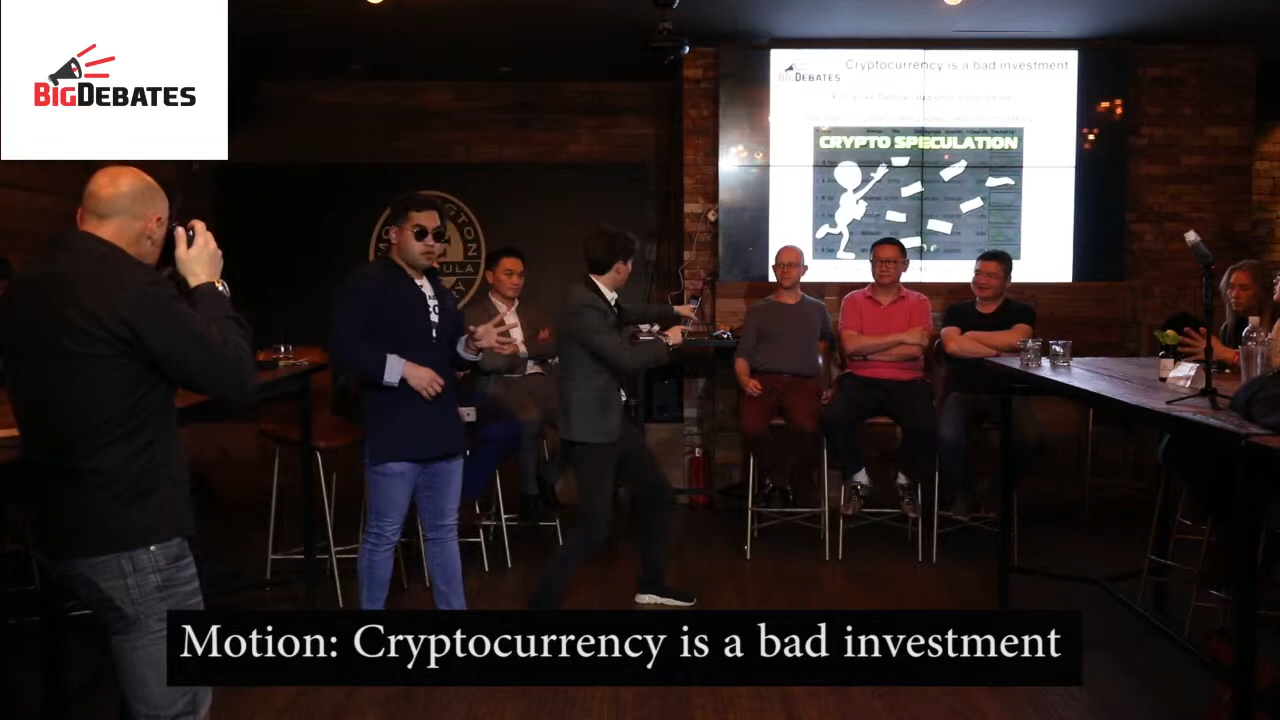 BIGDEBATES
Cryptocurrency is a bad investment
BIGDEBATES
CRYPTO SPECULATION
Motion: Cryptocurrency is a bad investment